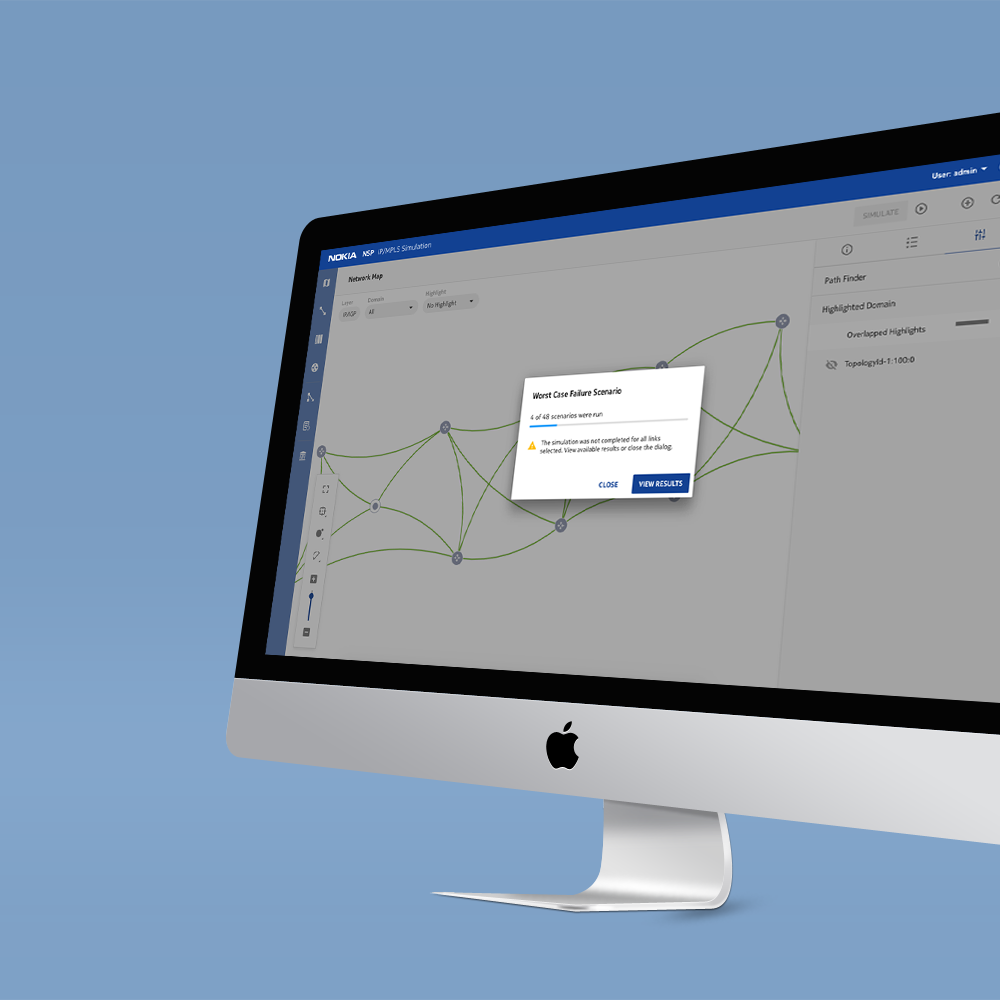 User: admin
NOKIA NSP IP/MPLS Simulation
SIMULATE
Network Map
Layer
Domain
Highlight
All
No Highlight
Path Finder
Highlighted Domain
Overlapped Highlights
TopologyId-1:100:0
Worst Case Failure Scenario
4 of 48 scenarios were run
The simulation was not completed for all links
selected. View available results or close the dialog.
CLOSE
VIEW RESULTS